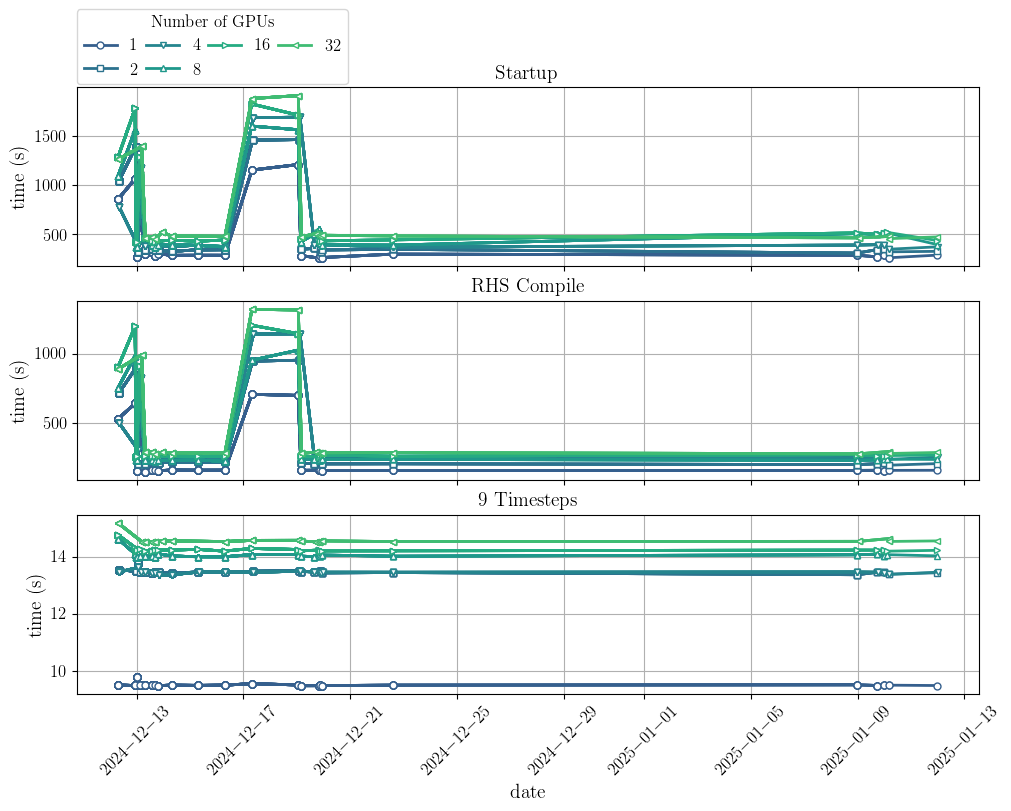 Number of GPUs
1 4 16 32
2 8
Startup
time (s)
1500
1000
500
RHS Compile
time (s)
1000
500
9 Timesteps
time (s)
14
12
10
2024−12−13 2024−12−17 2024−12−21 2024−12−25 2024−12−29 2025−01−01 2025−01−05 2025−01−09 2025−01−13
date